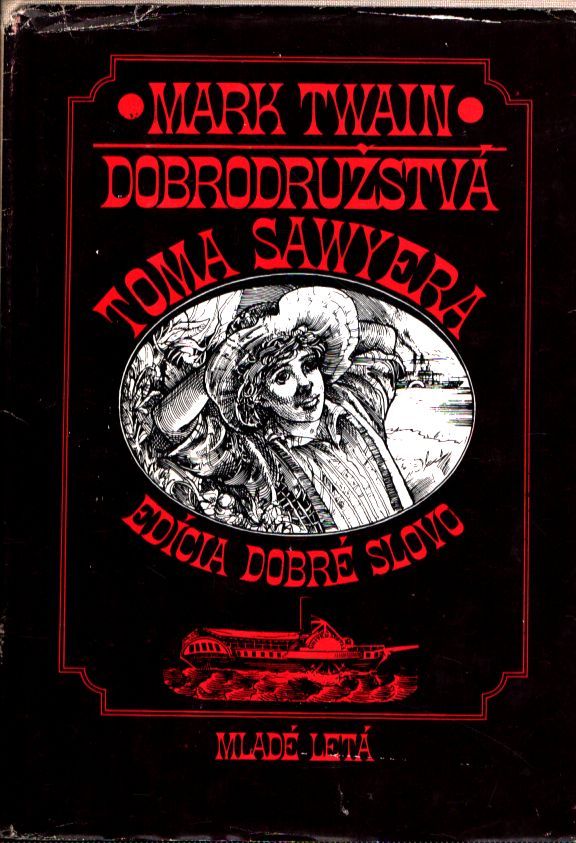 MARK TWAIN
DOBRODRUŽSTVÁ
TOMA SAWYERA
EDÍCIA DOBRÉ SLOVO
MLADÉ LETÁ